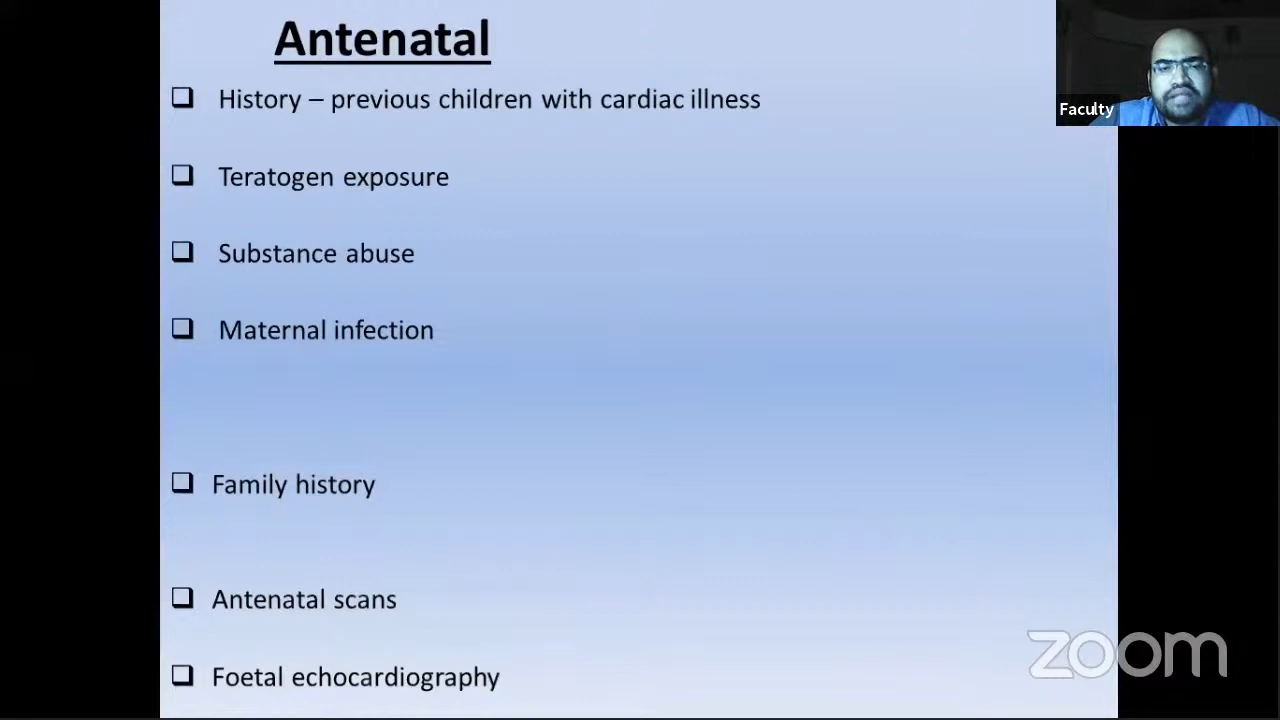 Antenatal
❑ History – previous children with cardiac illness
❑ Teratogen exposure
❑ Substance abuse
❑ Maternal infection
❑ Family history
❑ Antenatal scans
❑ Foetal echocardiography
Faculty
zoom